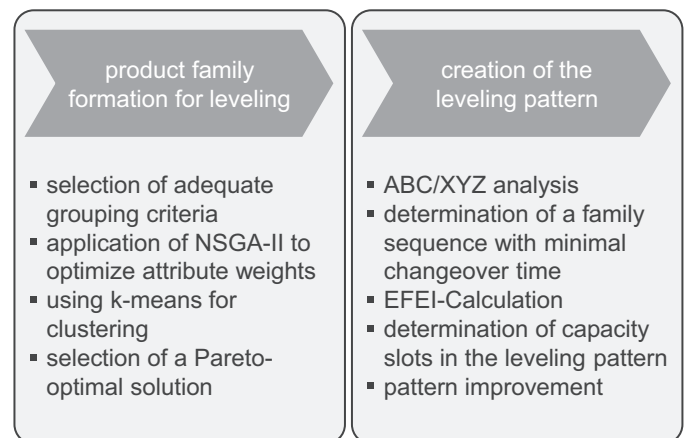 product family
formation for leveling
▪ selection of adequate
grouping criteria
▪ application of NSGA-II to
optimize attribute weights
▪ using k-means for
clustering
▪ selection of a Pareto-
optimal solution
creation of the
leveling pattern
▪ ABC/XYZ analysis
▪ determination of a family
sequence with minimal
changeover time
▪ EFEI-Calculation
▪ determination of capacity
slots in the leveling pattern
▪ pattern improvement